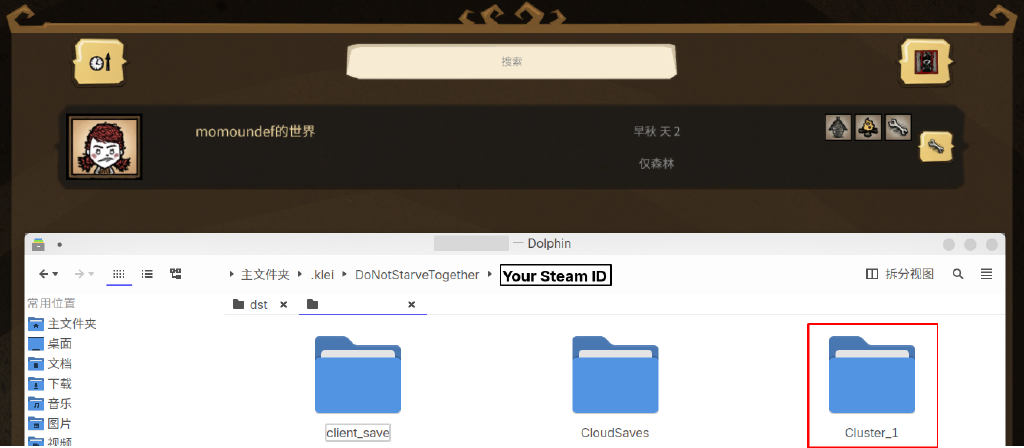 搜索
momoundef的世界
早秋 天 2
仅森林
— Dolphin
主文件夹 .klei DoNotStarveTogether Your Steam ID 拆分视图
常用位置
dst
主文件夹
桌面
文档
下载
音乐
图片
视频
client_save CloudSaves Cluster_1